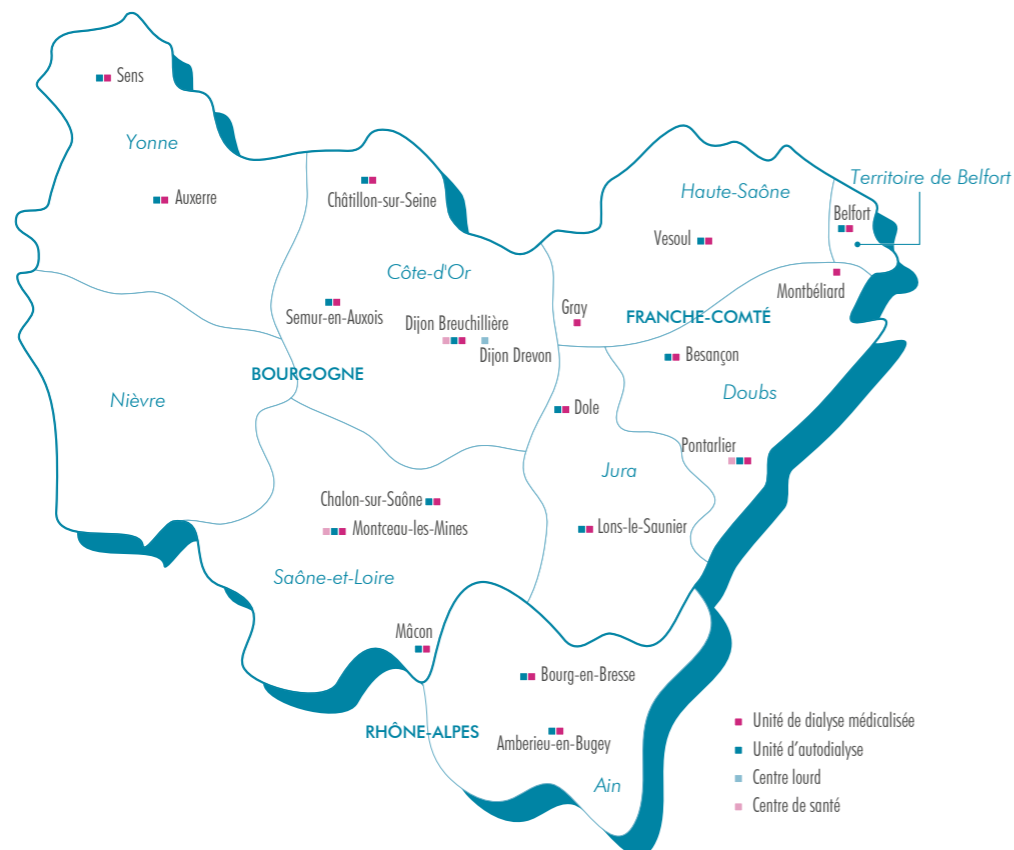 Sens
Yonne
Auxerre
Châtillon-sur-Seine
Haute-Saône
Territoire de Belfort
Belfort
Vesoul
Côte-d'Or
Montbéliard
Semur-en-Auxois
Gray
FRANCHE-COMTÉ
Dijon Breuchillière
Dijon Drevon
Besançon
BOURGOGNE
Doubs
Nièvre
Dole
Pontarlier
Jura
Chalon-sur-Saône
Montceau-les-Mines
Lons-le-Saunier
Saône-et-Loire
Mâcon
Bourg-en-Bresse
RHÔNE-ALPES
Amberieu-en-Bugey
Ain
Unité de dialyse médicalisée
Unité d'autodialyse
Centre lourd
Centre de santé